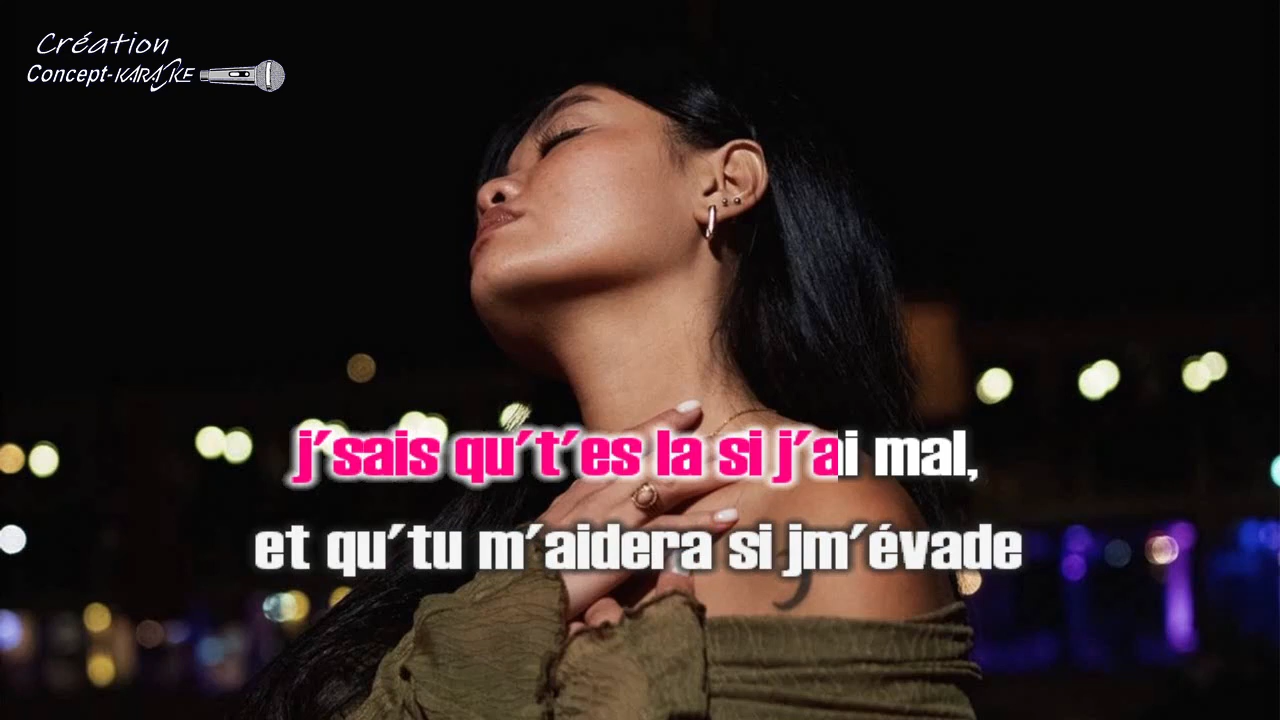 Création
Concept-KARAOKE
j'sais qu't'es la si j'ai mal,
et qu'tu m'aidera si jm'évade